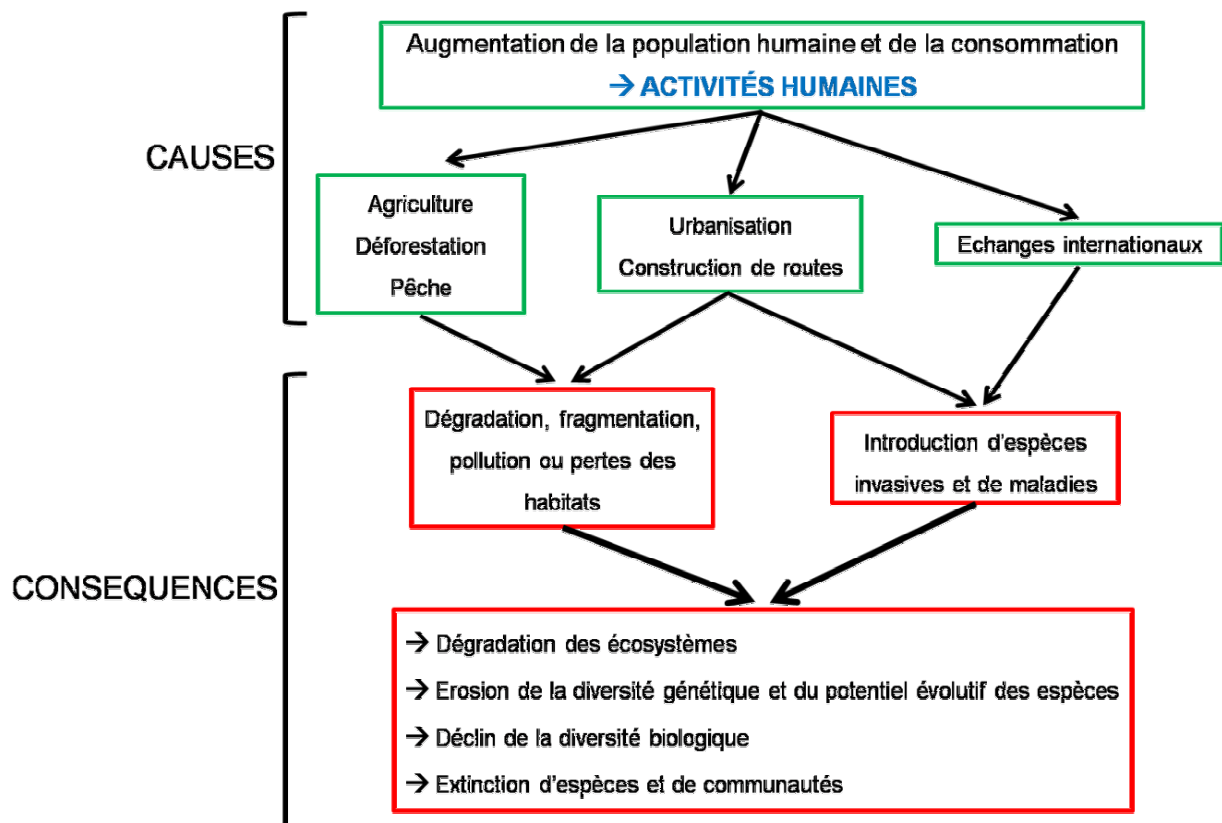 Augmentation de la population humaine et de la consommation
→ ACTIVITÉS HUMAINES
CAUSES
Agriculture
Déforestation
Pêche
Urbanisation
Construction de routes
Echanges internationaux
CONSEQUENCES
Dégradation, fragmentation,
pollution ou pertes des
habitats
Introduction d'espèces
invasives et de maladies
→ Dégradation des écosystèmes
→ Erosion de la diversité génétique et du potentiel évolutif des espèces
→ Déclin de la diversité biologique
→ Extinction d'espèces et de communautés